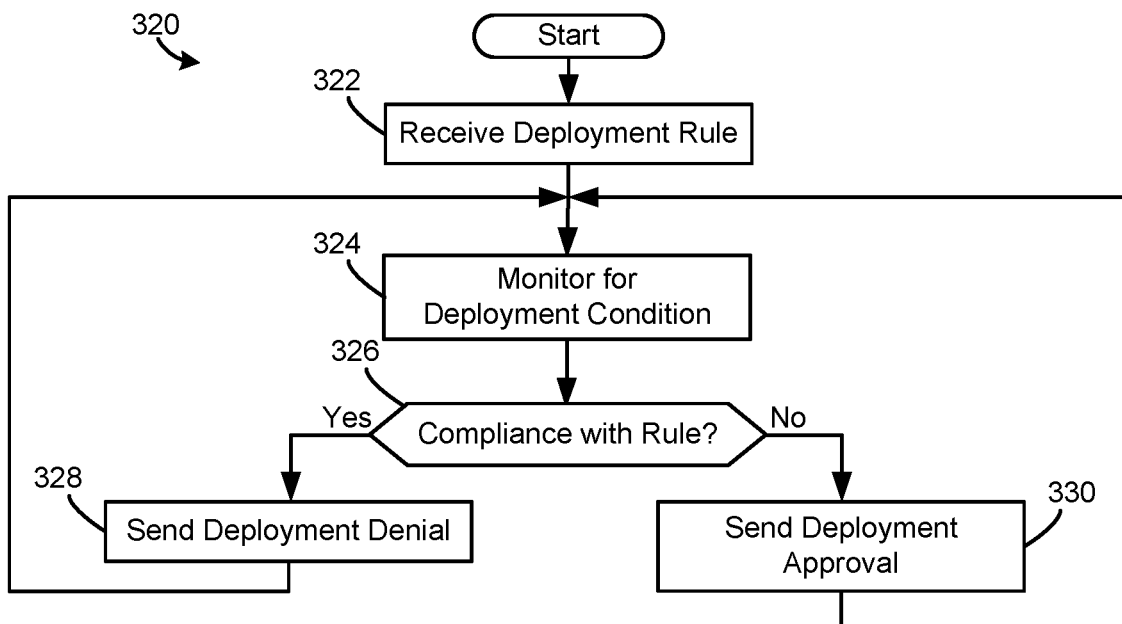 320
Start
322
Receive Deployment Rule
324
Monitor for
Deployment Condition
326
Yes
Compliance with Rule?
No
328
Send Deployment Denial
Send Deployment
Approval
330